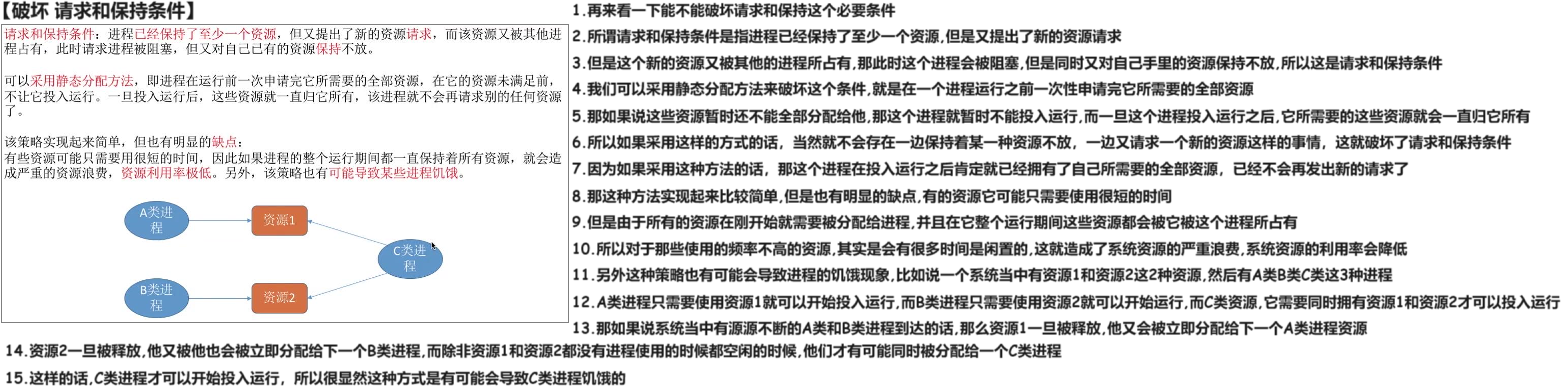 【破坏 请求和保持条件】
请求和保持条件：进程已经保持了至少一个资源，但又提出了新的资源请求，而该资源又被其他进
程占有，此时请求进程被阻塞，但又对自己已有的资源保持不放。
可以采用静态分配方法，即进程在运行前一次申请完它所需要的全部资源，在它的资源未满足前，
不让它投入运行。一旦投入运行后，这些资源就一直归它所有，该进程就不会再请求别的任何资源
了。
该策略实现起来简单，但也有明显的缺点：
有些资源可能只需要用很短的时间，因此如果进程的整个运行期间都一直保持着所有资源，就会造
成严重的资源浪费，资源利用率极低。另外，该策略也有可能导致某些进程饥饿。
A类进
程
资源1
C类进
程
B类进
程
资源2
1.再来看一下能不能破坏请求和保持这个必要条件
2.所谓请求和保持条件是指进程已经保持了至少一个资源,但是又提出了新的资源请求
3.但是这个新的资源又被其他的进程所占有,那此时这个进程会被阻塞,但是同时又对自己手里的资源保持不放,所以这是请求和保持条件
4.我们可以采用静态分配方法来破坏这个条件,就是在一个进程运行之前一次性申请完它所需要的全部资源
5.那如果说这些资源暂时还不能全部分配给他,那这个进程就暂时不能投入运行,而一旦这个进程投入运行之后,它所需要的这些资源就会一直归它所有
6.所以如果采用这样的方式的话，当然就不会存在一边保持着某一种资源不放，一边又请求一个新的资源这样的事情，这就破坏了请求和保持条件
7.因为如果采用这种方法的话，那这个进程在投入运行之后肯定就已经拥有了自己所需要的全部资源，已经不会再发出新的请求了
8.那这种方法实现起来比较简单,但是也有明显的缺点,有的资源它可能只需要使用很短的时间
9.但是由于所有的资源在刚开始就需要被分配给进程,并且在它整个运行期间这些资源都会被它被这个进程所占有
10.所以对于那些使用的频率不高的资源,其实是会有很多时间是闲置的,这就造成了系统资源的严重浪费,系统资源的利用率会降低
11.另外这种策略也有可能会导致进程的饥饿现象,比如说一个系统当中有资源1和资源2这2种资源,然后有A类B类C类这3种进程
12.A类进程只需要使用资源1就可以开始投入运行,而B类进程只需要使用资源2就可以开始运行,而C类资源,它需要同时拥有资源1和资源2才可以投入运行
13.那如果说系统当中有源源不断的A类和B类进程到达的话,那么资源1一旦被释放,他又会被立即分配给下一个A类进程资源
14.资源2一旦被释放,他又被他也会被立即分配给下一个B类进程,而除非资源1和资源2都没有进程使用的时候都空闲的时候,他们才有可能同时被分配给一个C类进程
15.这样的话,C类进程才可以开始投入运行，所以很显然这种方式是有可能会导致C类进程饥饿的